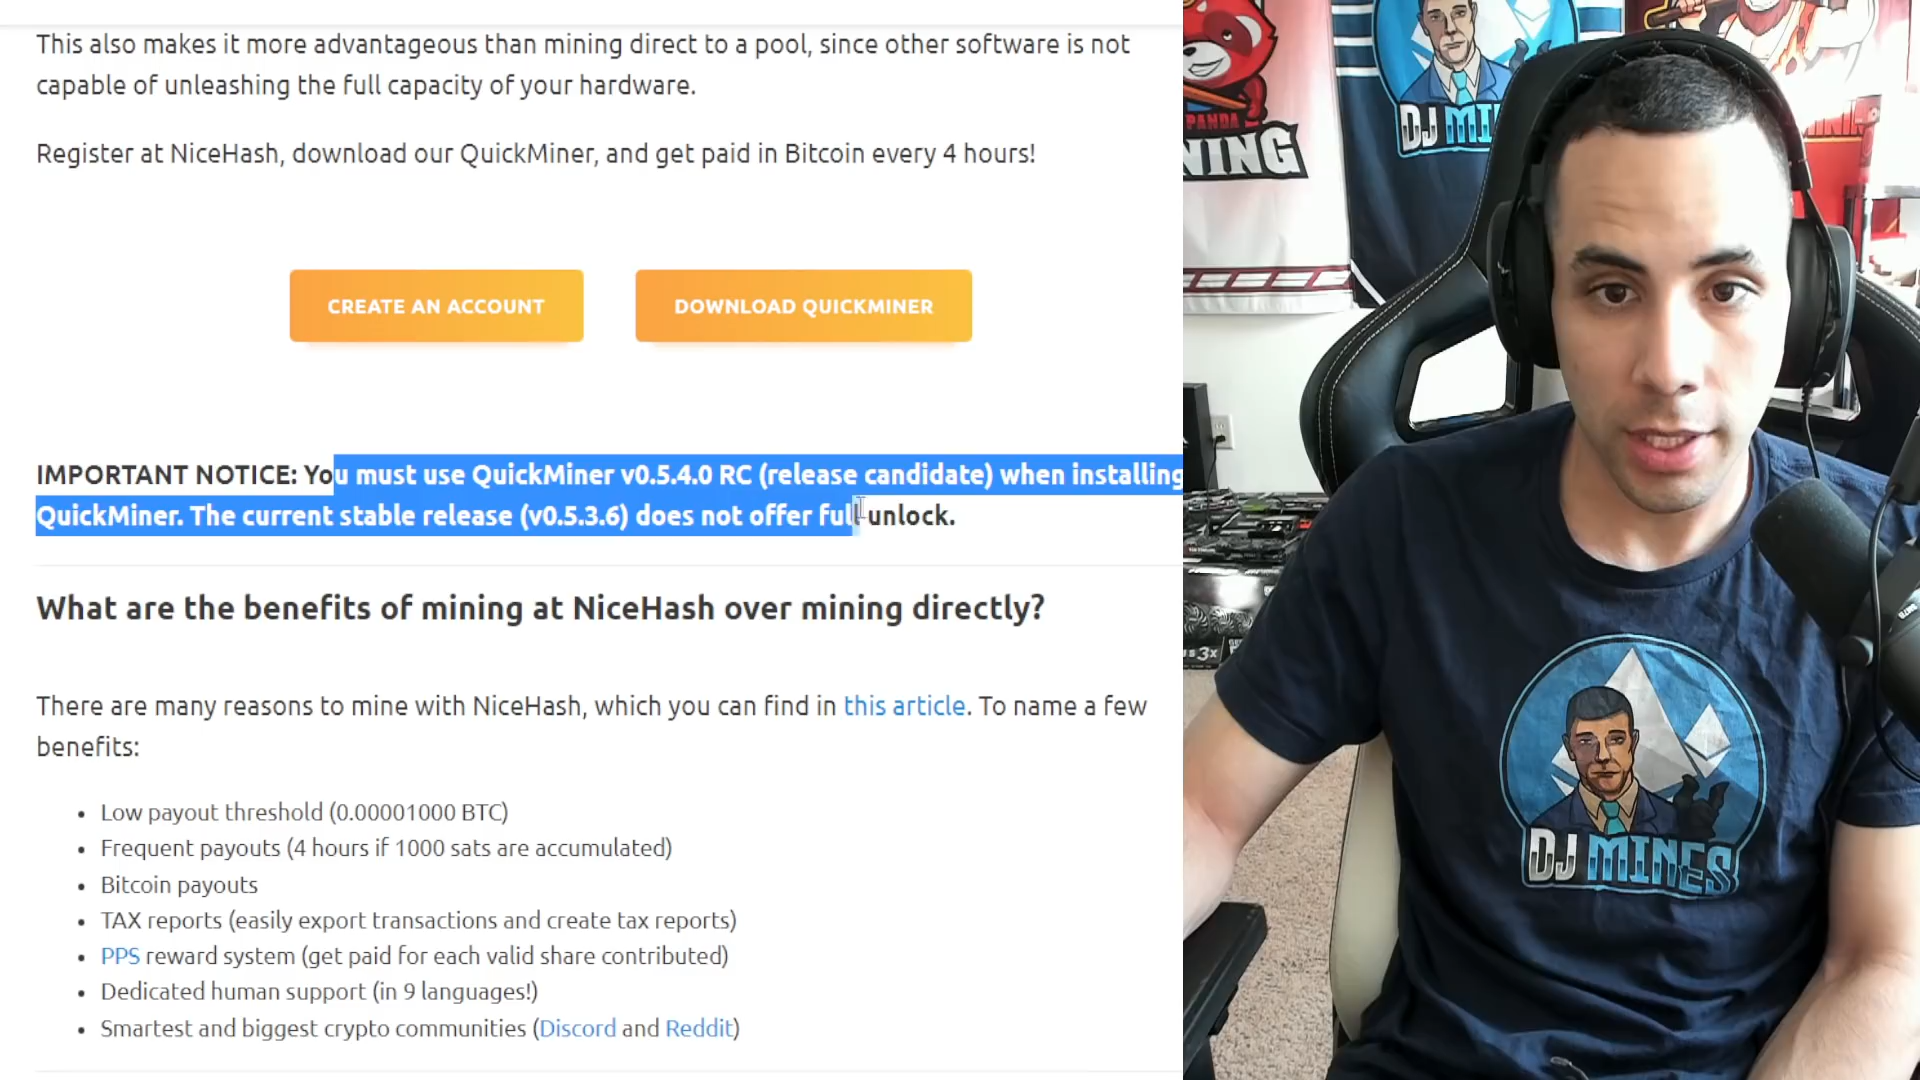 This also makes it more advantageous than mining direct to a pool, since other software is not
capable of unleashing the full capacity of your hardware.
Register at NiceHash, download our QuickMiner, and get paid in Bitcoin every 4 hours!
CREATE AN ACCOUNT
DOWNLOAD QUICKMINER
IMPORTANT NOTICE: You must use QuickMiner v0.5.4.0 RC (release candidate) when installing
QuickMiner. The current stable release (v0.5.3.6) does not offer full unlock.
What are the benefits of mining at NiceHash over mining directly?
There are many reasons to mine with NiceHash, which you can find in this article. To name a few
benefits:
• Low payout threshold (0.00001000 BTC)
• Frequent payouts (4 hours if 1000 sats are accumulated)
• Bitcoin payouts
• TAX reports (easily export transactions and create tax reports)
• PPS reward system (get paid for each valid share contributed)
• Dedicated human support (in 9 languages!)
• Smartest and biggest crypto communities (Discord and Reddit)
PANDA
NING
DJ MI
DJ MINES